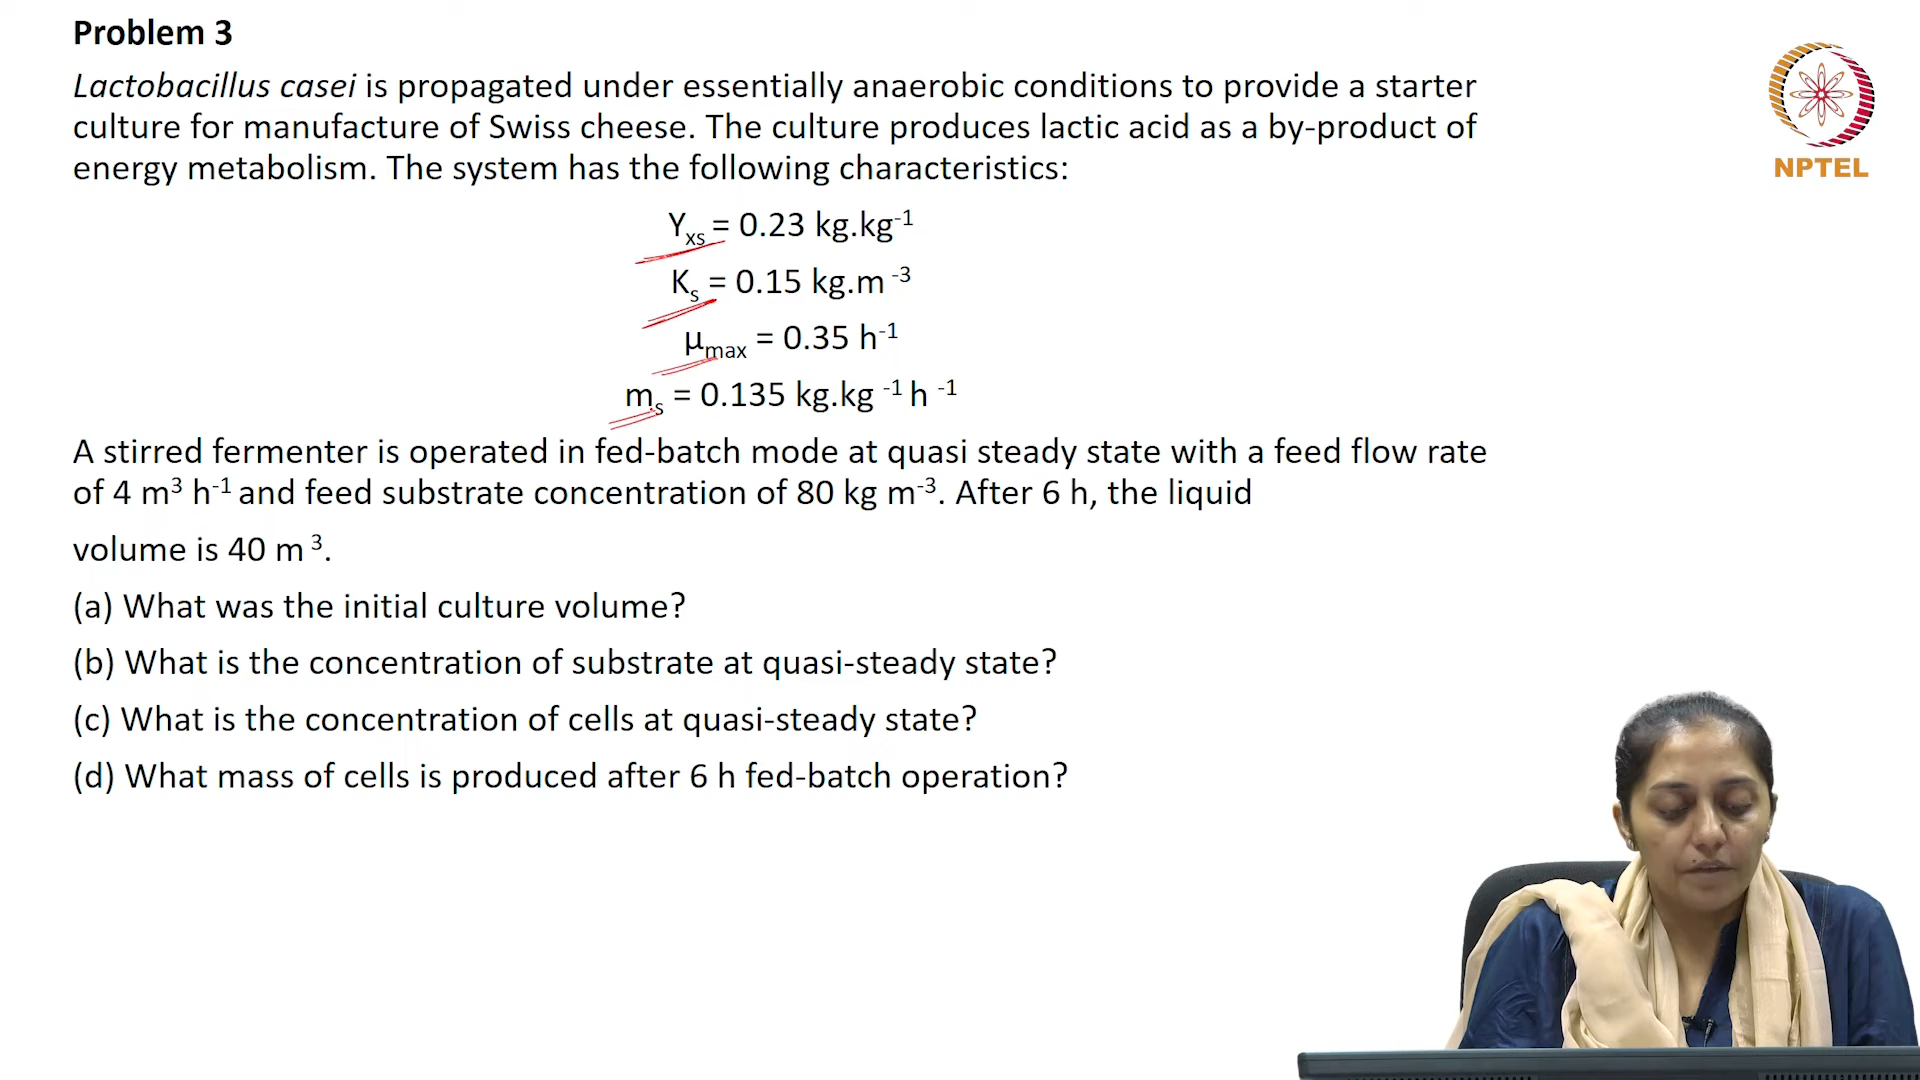 Problem 3
Lactobacillus casei is propagated under essentially anaerobic conditions to provide a starter
culture for manufacture of Swiss cheese. The culture produces lactic acid as a by-product of
energy metabolism. The system has the following characteristics:
NPTEL
Yxs = 0.23 kg.kg⁻¹
Ks = 0.15 kg.m ⁻³
μmax = 0.35 h⁻¹
ms = 0.135 kg.kg ⁻¹ h ⁻¹
A stirred fermenter is operated in fed-batch mode at quasi steady state with a feed flow rate
of 4 m³ h⁻¹ and feed substrate concentration of 80 kg m⁻³. After 6 h, the liquid
volume is 40 m ³.
(a) What was the initial culture volume?
(b) What is the concentration of substrate at quasi-steady state?
(c) What is the concentration of cells at quasi-steady state?
(d) What mass of cells is produced after 6 h fed-batch operation?